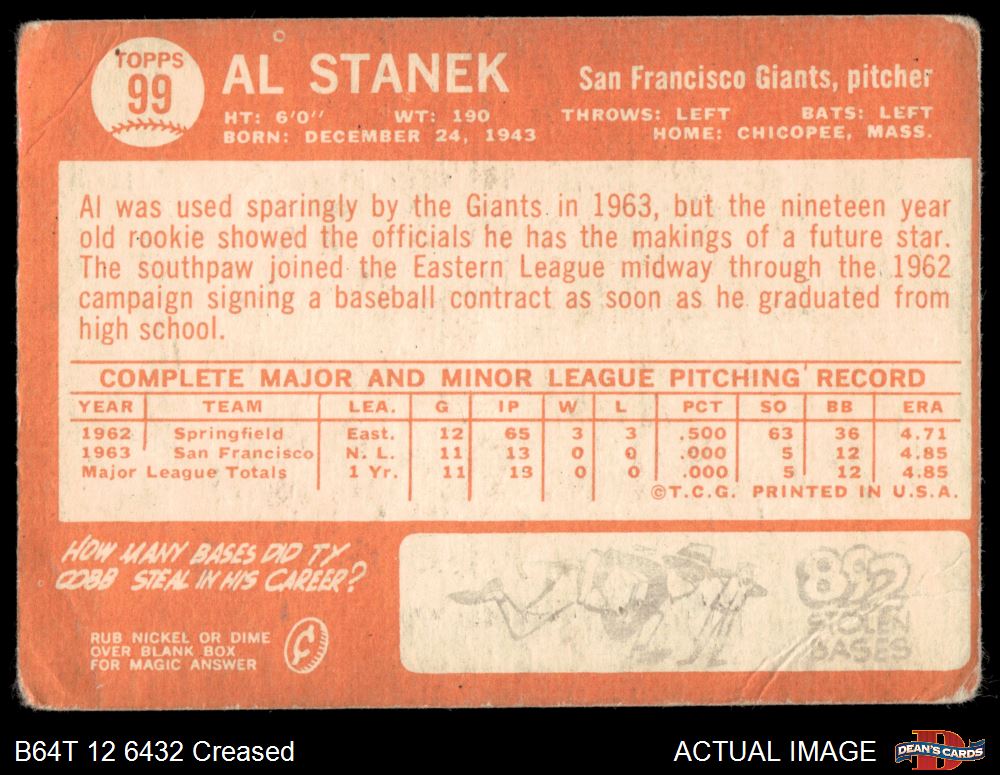 TOPPS
99
AL STANEK
San Francisco Giants, pitcher
HT: 6'0" WT: 190 THROWS: LEFT BATS: LEFT
BORN: DECEMBER 24, 1943 HOME: CHICOPEE, MASS.
Al was used sparingly by the Giants in 1963, but the nineteen year
old rookie showed the officials he has the makings of a future star.
The southpaw joined the Eastern League midway through the 1962
campaign signing a baseball contract as soon as he graduated from
high school.
COMPLETE MAJOR AND MINOR LEAGUE PITCHING RECORD
YEAR TEAM LEA. G IP W L PCT SO BB ERA
1962 Springfield East. 12 65 3 3 .500 63 36 4.71
1963 San Francisco N. L. 11 13 0 0 .000 5 12 4.85
Major League Totals 1 Yr. 11 13 0 0 .000 5 12 4.85
©T.C.G. PRINTED IN U.S.A.
HOW MANY BASES DID TY
COBB STEAL IN HIS CAREER?
RUB NICKEL OR DIME
OVER BLANK BOX
FOR MAGIC ANSWER
¢
892
STOLEN
BASES
B64T 12 6432 Creased
ACTUAL IMAGE
D
DEAN'S CARDS